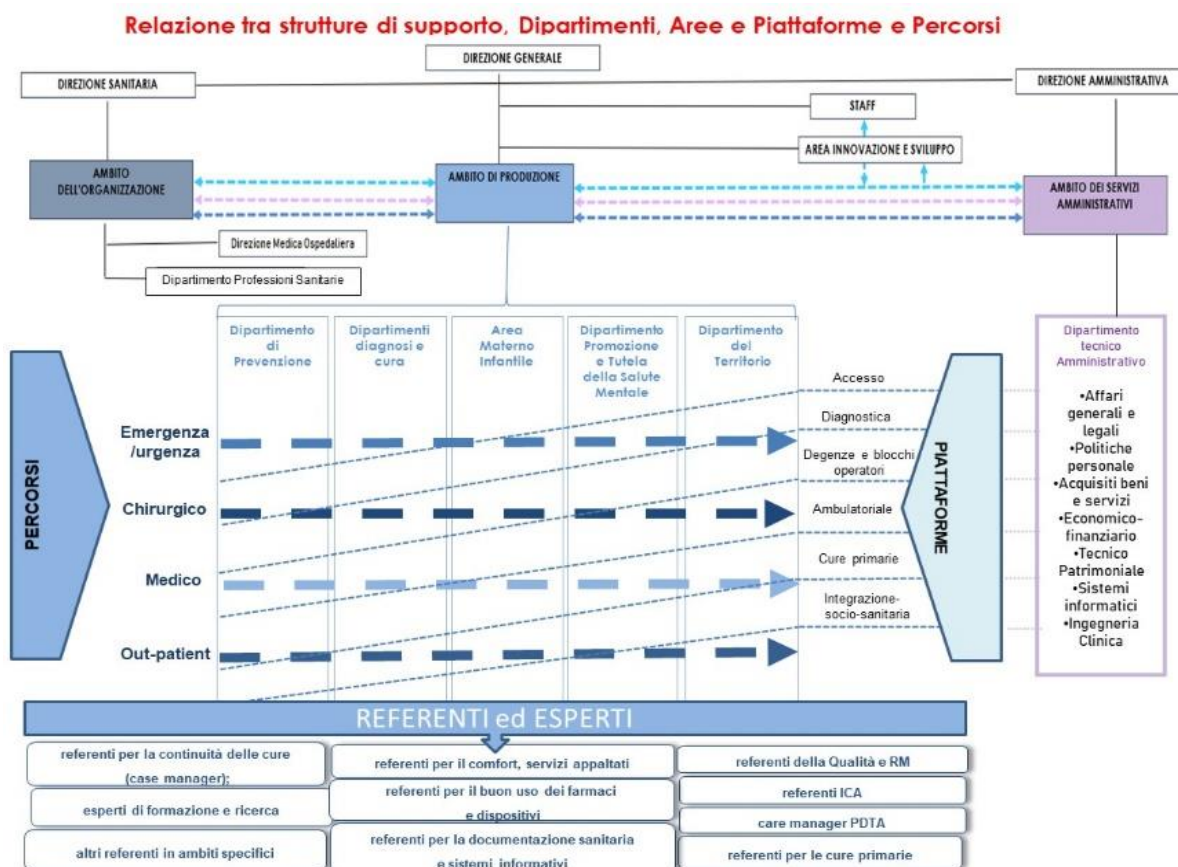 Relazione tra strutture di supporto, Dipartimenti, Aree e Piattaforme e Percorsi
DIREZIONE GENERALE
DIREZIONE SANITARIA
DIREZIONE AMMINISTRATIVA
STAFF
AREA INNOVAZIONE E SVILUPPO
AMBITO
DELL'ORGANIZZAZIONE
AMBITO DI PRODUZIONE
AMBITO DEI SERVIZI
AMMINISTRATIVI
Direzione Medica Ospedaliera
Dipartimento Professioni Sanitarie
Dipartimento
di
Prevenzione
Dipartimenti
diagnosi e
cura
Area
Materno
Infantile
Dipartimento
Promozione
e Tutela
della Salute
Mentale
Dipartimento
del
Territorio
Dipartimento
tecnico
Amministrativo
•Affari
generali e
legali
•Politiche
personale
•Acquisiti beni
e servizi
•Economico-
finanziario
•Tecnico
Patrimoniale
•Sistemi
informatici
•Ingegneria
Clinica
PERCORSI
Emergenza
/urgenza
Chirurgico
Medico
Out-patient
Accesso
Diagnostica
Degenze e blocchi
operatori
Ambulatoriale
Cure primarie
Integrazione-
socio-sanitaria
PIATTAFORME
REFERENTI ed ESPERTI
referenti per la continuità delle cure
(case manager);
esperti di formazione e ricerca
altri referenti in ambiti specifici
referenti per il comfort, servizi appaltati
referenti per il buon uso dei farmaci
e dispositivi
referenti per la documentazione sanitaria
e sistemi informativi
referenti della Qualità e RM
referenti ICA
care manager PDTA
referenti per le cure primarie